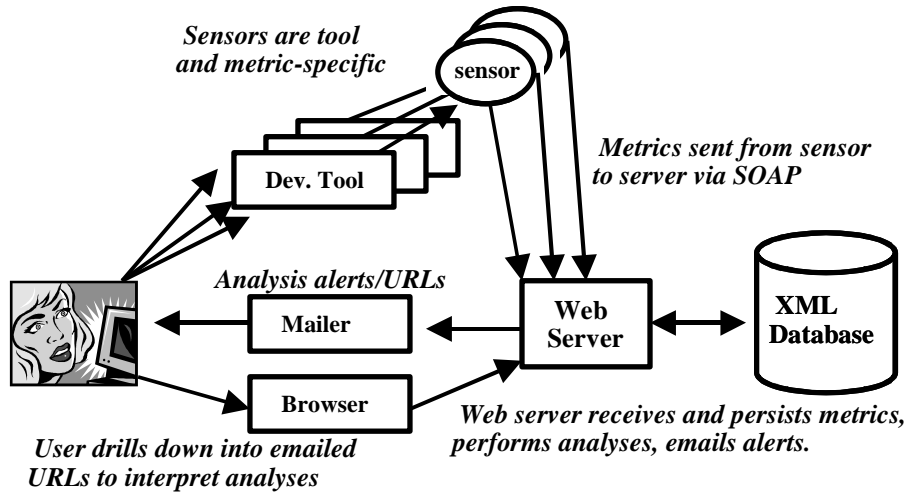 Sensors are tool
and metric-specific
sensor
Dev. Tool
Metrics sent from sensor
to server via SOAP
Analysis alerts/URLs
Mailer
Web
Server
XML
Database
Browser
Web server receives and persists metrics,
performs analyses, emails alerts.
User drills down into emailed
URLs to interpret analyses